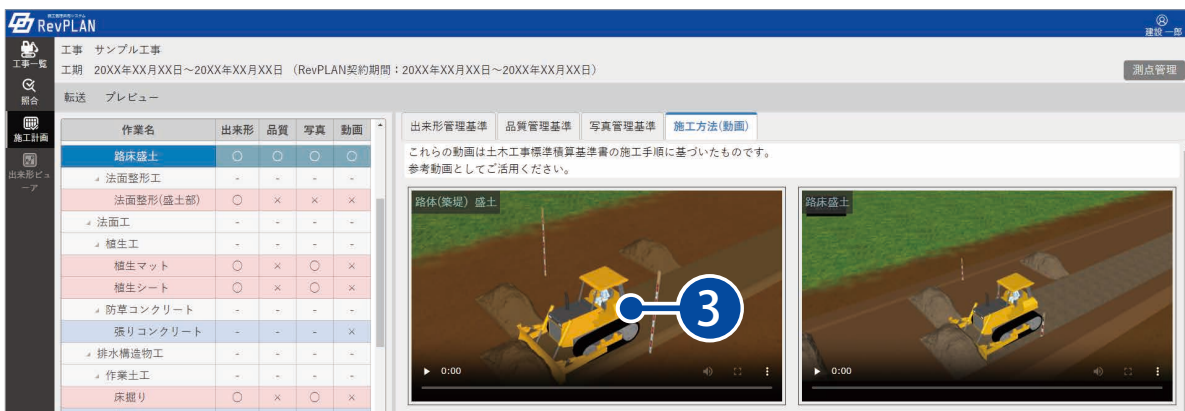 RevPLAN
建設 一郎
工事一覧
照合
施工計画
出来形ビューア
工事 サンプル工事
工期 20XX年XX月XX日～20XX年XX月XX日 （RevPLAN契約期間：20XX年XX月XX日～20XX年XX月XX日）
測点管理
転送 プレビュー
作業名 出来形 品質 写真 動画
路床盛土 ○ ○ ○ ○
法面整形工 - - - -
法面整形(盛土部) ○ × × ×
法面工 - - - -
植生工 - - - -
植生マット ○ × ○ ×
植生シート ○ × ○ ×
防草コンクリート - - - -
張りコンクリート - - - ×
排水構造物工 - - - -
作業土工 - - - -
床掘り ○ × ○ ×
出来形管理基準 品質管理基準 写真管理基準 施工方法(動画)
これらの動画は土木工事標準積算基準書の施工手順に基づいたものです。
参考動画としてご活用ください。
路体(築堤) 盛土
3
0:00
路床盛土
0:00